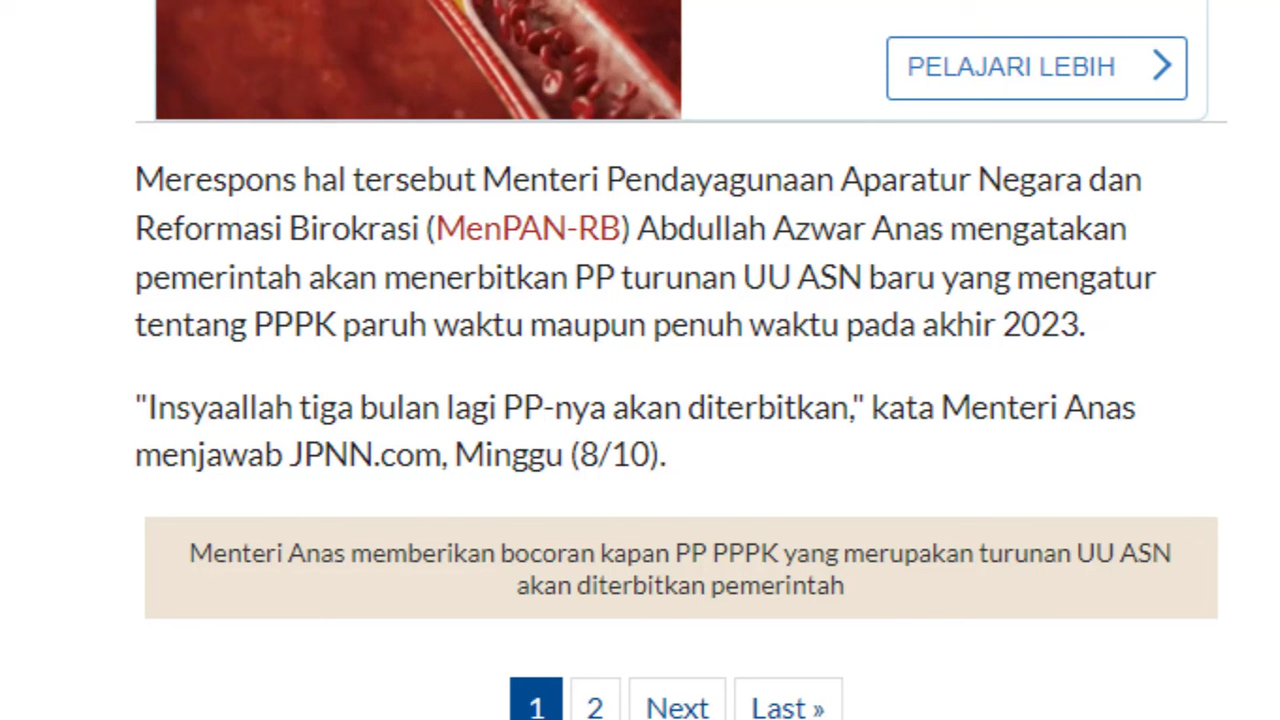 PELAJARI LEBIH
Merespons hal tersebut Menteri Pendayagunaan Aparatur Negara dan
Reformasi Birokrasi (MenPAN-RB) Abdullah Azwar Anas mengatakan
pemerintah akan menerbitkan PP turunan UU ASN baru yang mengatur
tentang PPPK paruh waktu maupun penuh waktu pada akhir 2023.
"Insyaallah tiga bulan lagi PP-nya akan diterbitkan," kata Menteri Anas
menjawab JPNN.com, Minggu (8/10).
Menteri Anas memberikan bocoran kapan PP PPPK yang merupakan turunan UU ASN
akan diterbitkan pemerintah
1 2 Next Last »